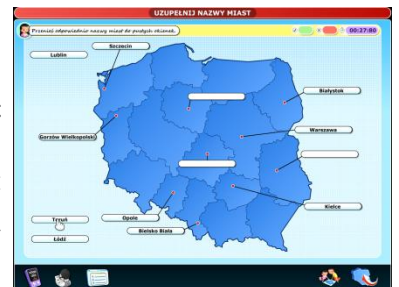 UZUPEŁNIJ NAZWY MIAST
Przenieś odpowiednie nazwy miast do pustych okienek.
00:27:80
Lublin
Szczecin
Białystok
Gorzów Wielkopolski
Warszawa
Kielce
Toruń
Opole
Bielsko Biała
Łódź